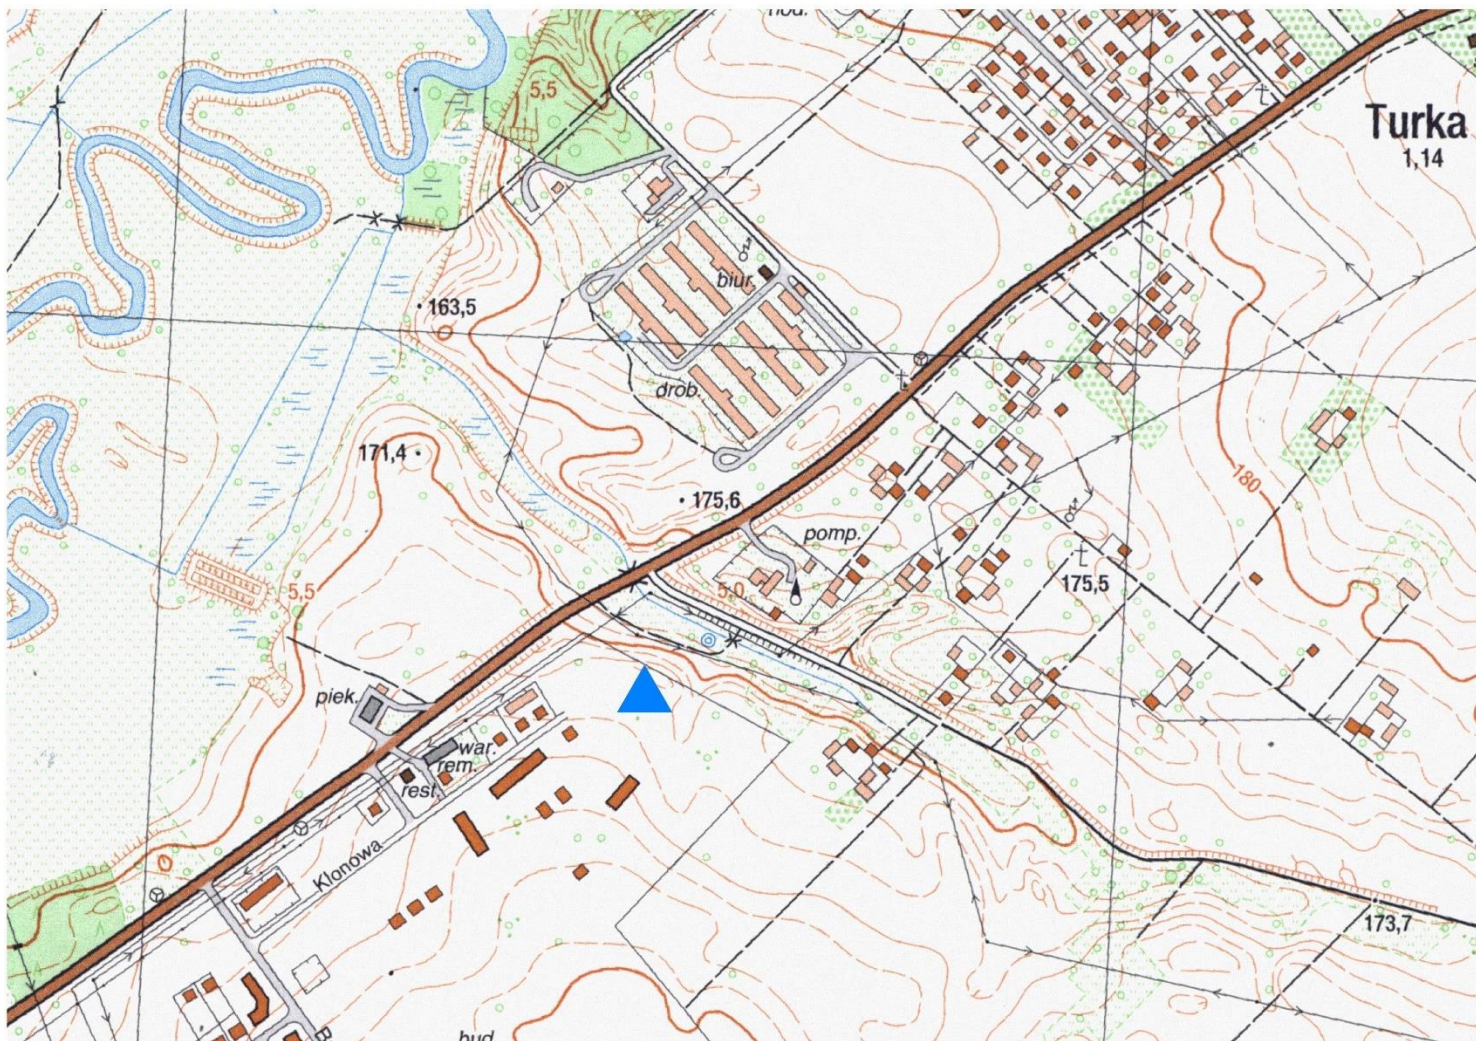 5,5
Turka
1,14
biur.
163,5
drob.
171,4
180
175,6
pomp.
175,5
5,5
5,0
piek.
war.
rem.
rest.
Klonowa
173,7